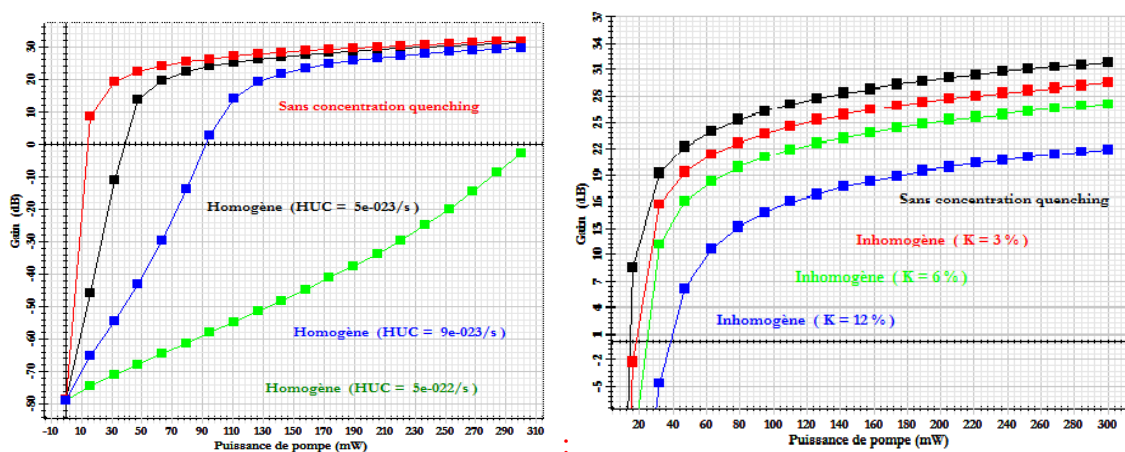 Gain (dB)
30
20
10
0
-10
-20
-30
-40
-50
-60
-70
-80
Sans concentration quenching
Homogène (HUC = 5e-023/s)
Homogène (HUC = 9e-023/s)
Homogène (HUC = 5e-022/s)
-10 0 10 30 50 70 90 110 130 150 170 190 210 230 250 270 290 310
Puissance de pompe (mW)
Gain (dB)
37
34
31
28
25
22
19
16
13
10
7
4
1
-2
-5
Sans concentration quenching
Inhomogène ( K = 3 % )
Inhomogène ( K = 6 % )
Inhomogène ( K = 12 % )
20 40 60 80 100 120 140 160 180 200 220 240 260 280 300
Puissance de pompe (mW)